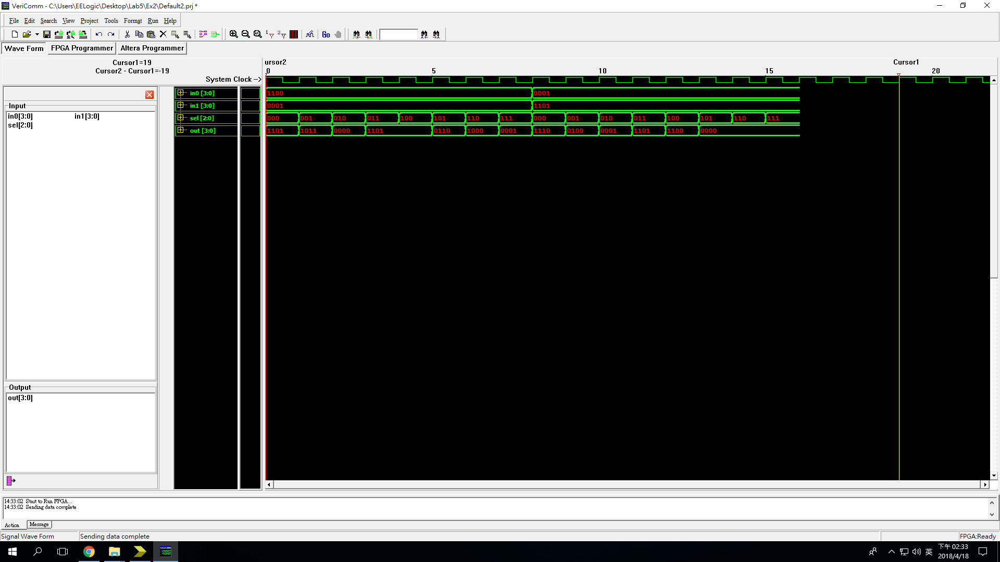 VeriComm - C:\Users\EELogic\Desktop\Lab5\Ex2\Default2.prj *
File Edit Search View Project Tools Format Run Help
1 2 Go
Wave Form FPGA Programmer Altera Programmer
Cursor1=19
Cursor2 - Cursor1=-19
System Clock -->
ursor2 Cursor1
0 5 10 15 20
Input
in0[3:0] in1[3:0]
sel[2:0]
Output
out[3:0]
in0 [3:0] 1100 0001
in1 [3:0] 0001 1101
sel [2:0] 000 001 010 011 100 101 110 111 000 001 010 011 100 101 110 111
out [3:0] 1101 1011 0000 1101 0110 1000 0001 1110 0100 0001 1101 1100 0000
14:33:02 Start to Run FPGA...
14:33:02 Sending data complete
Action Message
Signal Wave Form Sending data complete FPGA:Ready
英 下午 02:33
2018/4/18